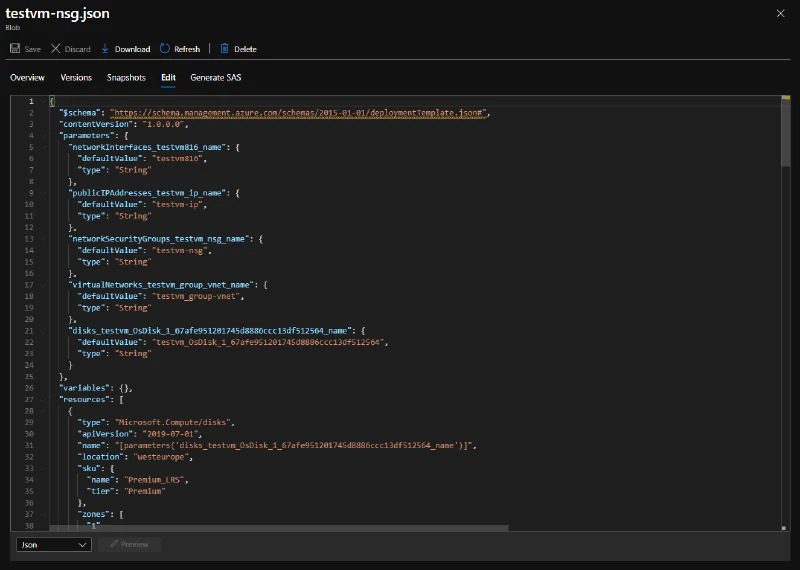 testvm-nsg.json
Blob
Save Discard Download Refresh Delete
Overview Versions Snapshots Edit Generate SAS
1 {
2 "$schema": "https://schema.management.azure.com/schemas/2015-01-01/deploymentTemplate.json#",
3 "contentVersion": "1.0.0.0",
4 "parameters": {
5 "networkInterfaces_testvm816_name": {
6 "defaultValue": "testvm816",
7 "type": "String"
8 },
9 "publicIPAddresses_testvm_ip_name": {
10 "defaultValue": "testvm-ip",
11 "type": "String"
12 },
13 "networkSecurityGroups_testvm_nsg_name": {
14 "defaultValue": "testvm-nsg",
15 "type": "String"
16 },
17 "virtualNetworks_testvm_group_vnet_name": {
18 "defaultValue": "testvm_group-vnet",
19 "type": "String"
20 },
21 "disks_testvm_OsDisk_1_67afe951201745d8886ccc13df512564_name": {
22 "defaultValue": "testvm_OsDisk_1_67afe951201745d8886ccc13df512564",
23 "type": "String"
24 }
25 },
26 "variables": {},
27 "resources": [
28 {
29 "type": "Microsoft.Compute/disks",
30 "apiVersion": "2019-07-01",
31 "name": "[parameters('disks_testvm_OsDisk_1_67afe951201745d8886ccc13df512564_name')]",
32 "location": "westeurope",
33 "sku": {
34 "name": "Premium_LRS",
35 "tier": "Premium"
36 },
37 "zones": [
38 "1"
Json Preview